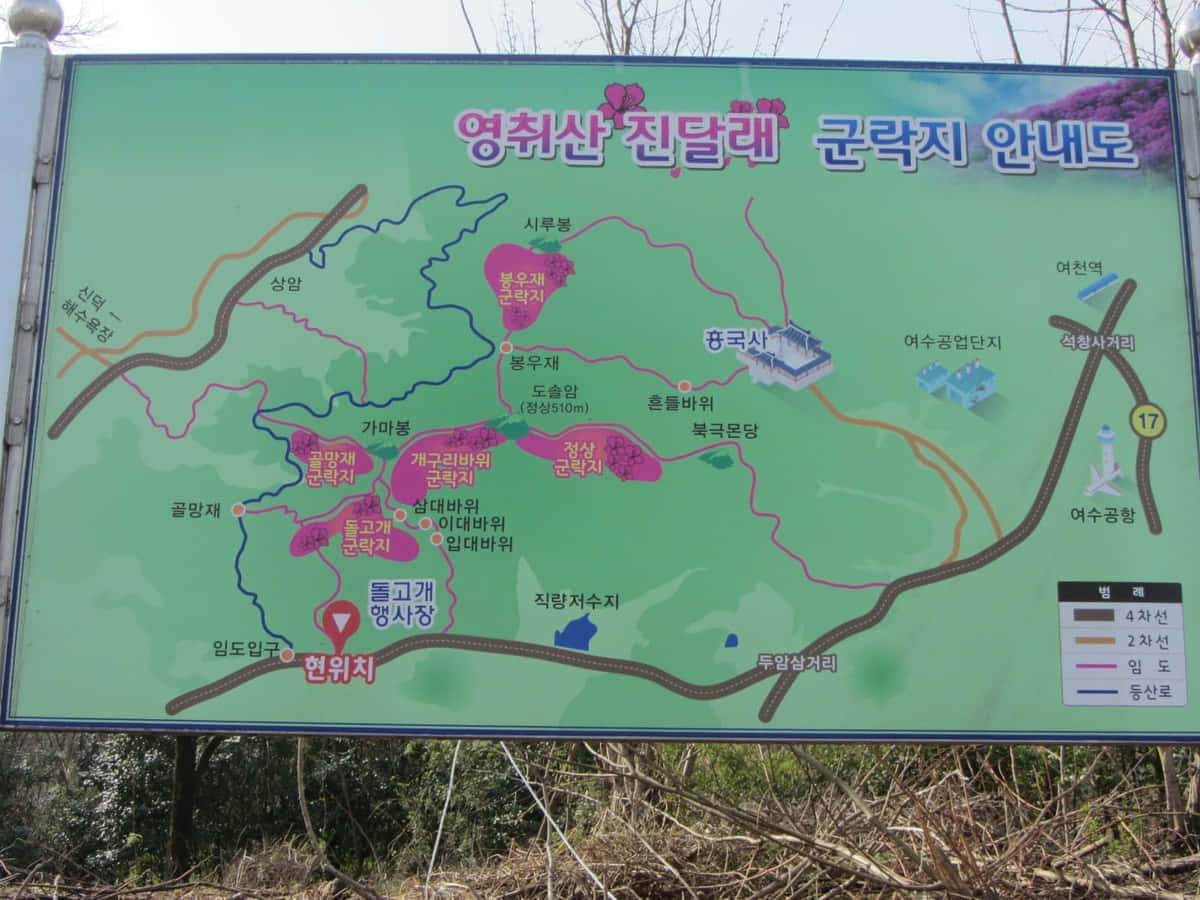 영취산 진달래 군락지 안내도
시루봉
봉우재
군락지
상암
신덕
해수욕장
여천역
석창사거리
흥국사
여수공업단지
봉우재
도솔암
(정상510m)
흔들바위
17
가마봉
북극몬당
골망재
군락지
개구리바위
군락지
정상
군락지
골망재
삼대바위
이대바위
입대바위
돌고개
군락지
여수공항
돌고개
행사장
직량저수지
임도입구
현위치
두암삼거리
범 례
4차선
2차선
임 도
등산로